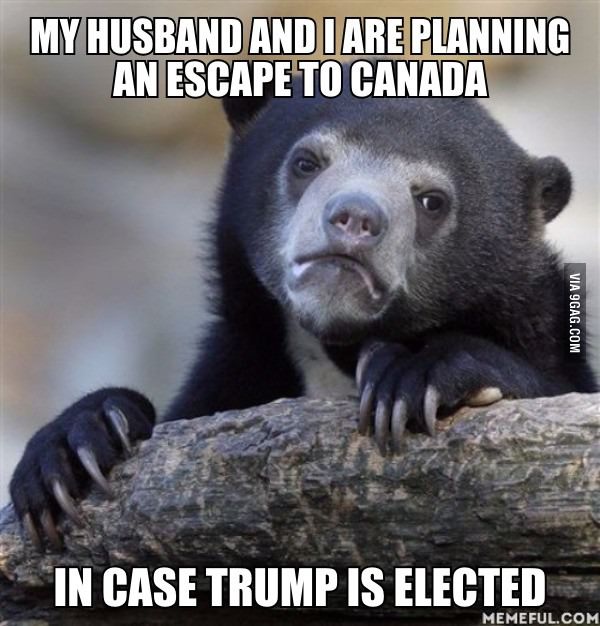 MY HUSBAND AND I ARE PLANNING
AN ESCAPE TO CANADA
VIA 9GAG.COM
IN CASE TRUMP IS ELECTED
MEMEFUL.COM